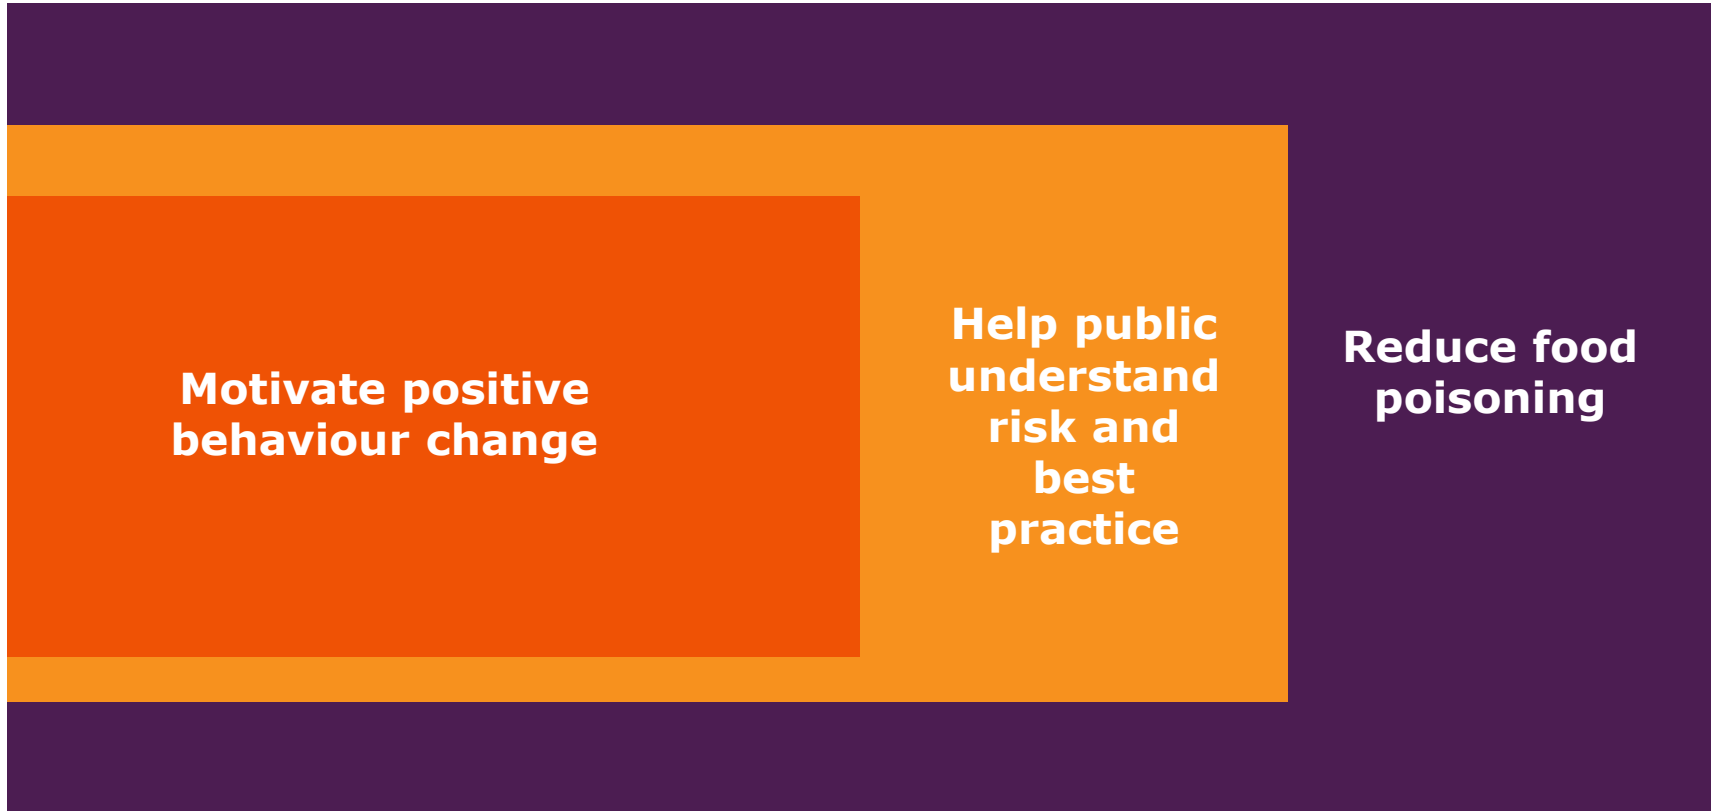 Motivate positive
behaviour change
Help public
understand
risk and
best
practice
Reduce food
poisoning